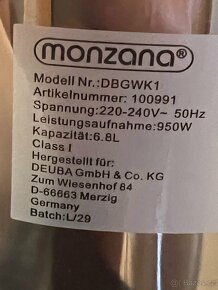 monzana®
Modell Nr.:DBGWK1
Artikelnummer: 100991
Spannung:220-240V~ 50Hz
Leistungsaufnahme:950W
Kapazität:6.8L
Class I
Hergestellt für:
DEUBA GmbH & Co. KG
Zum Wiesenhof 84
D-66663 Merzig
Germany
Batch:L/29